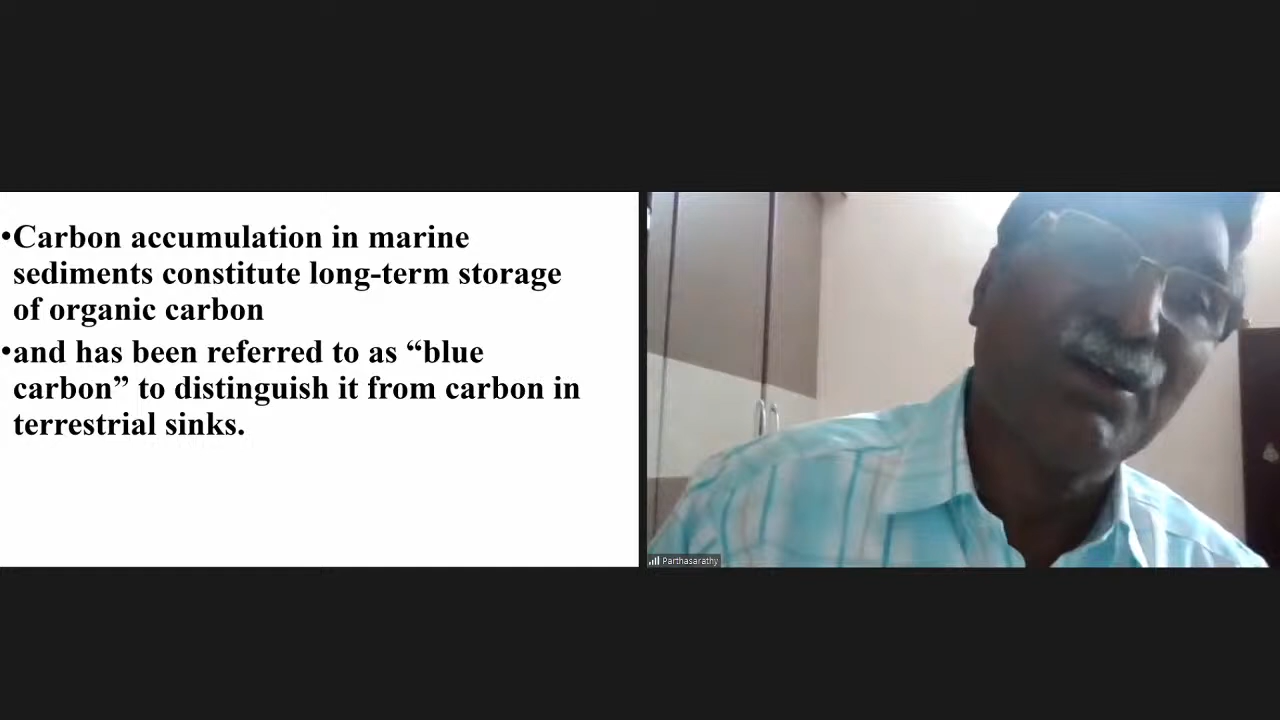 •Carbon accumulation in marine
sediments constitute long-term storage
of organic carbon
•and has been referred to as “blue
carbon” to distinguish it from carbon in
terrestrial sinks.
Parthasarathy